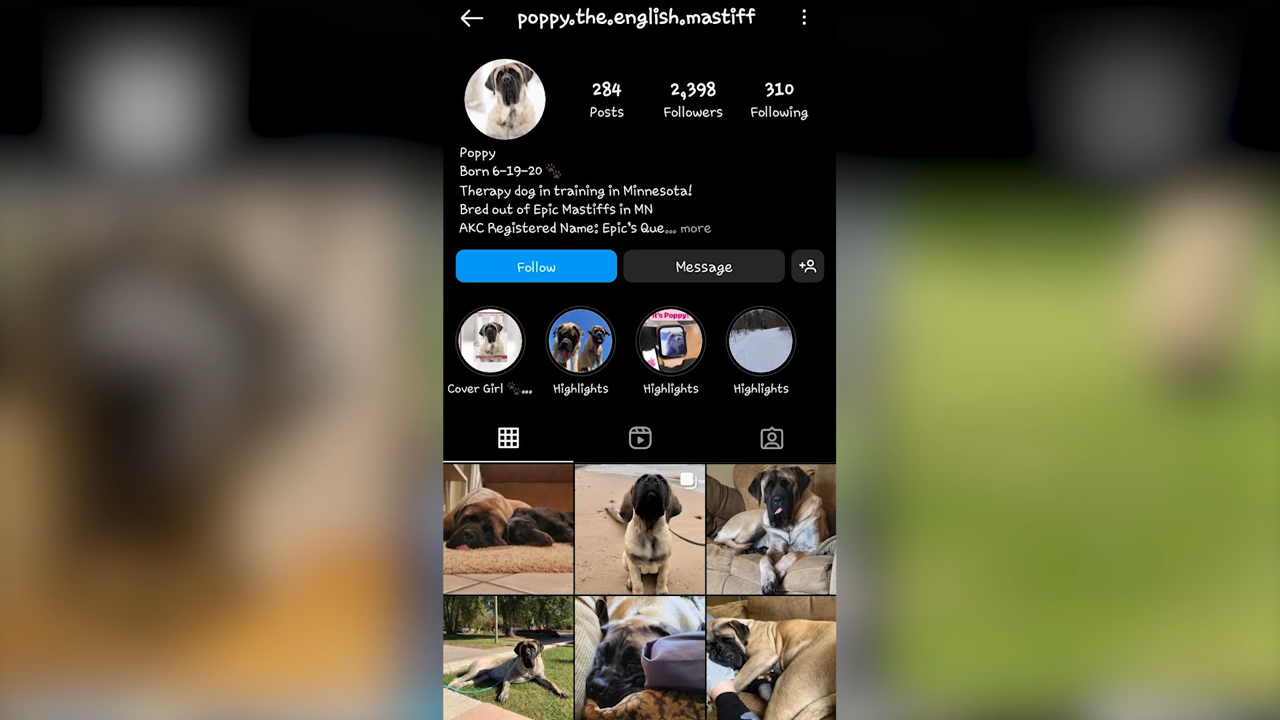 poppy.the.english.mastiff
284
2,398
310
Posts
Followers
Following
Poppy
Born 6-19-20 🐾
Therapy dog in training in Minnesota!
Bred out of Epic Mastiffs in MN
AKC Registered Name: Epic's Que... more
Follow
Message
it's Poppy!
Cover Girl 🐾...
Highlights
Highlights
Highlights